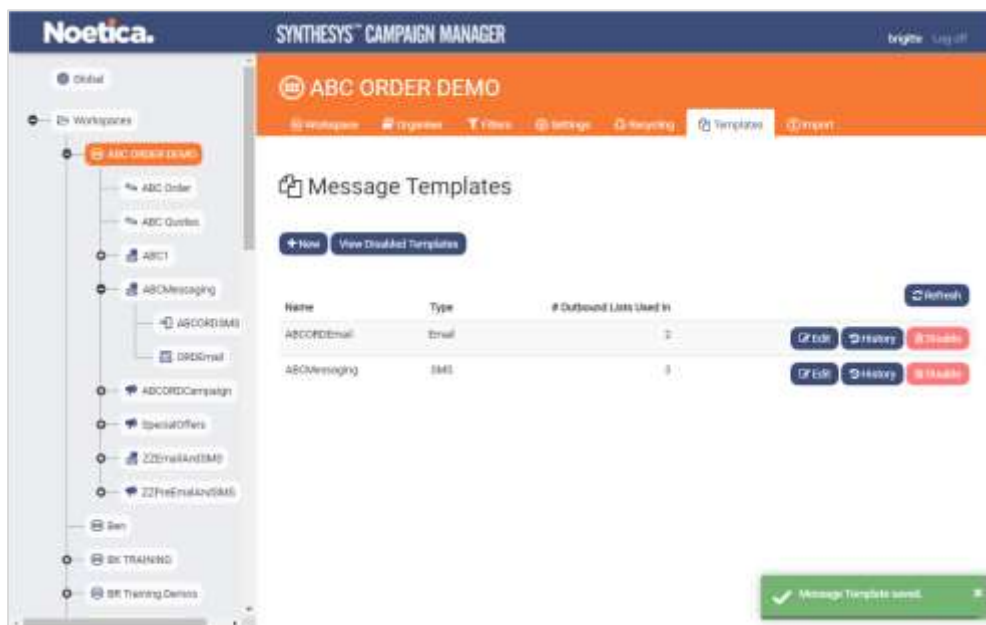 Noetica.
SYNTHESYS™ CAMPAIGN MANAGER
brigitte Log off
Global
Workspaces
ABC ORDER DEMO
ABC Order
ABC Quotes
ABC1
ABCMessaging
ABCORDSMS
ORDEmail
ABCORDCampaign
SpecialOffers
ZZEmailAndSMS
ZZPreEmailAndSMS
Ben
BK TRAINING
BR Training Demos
ABC ORDER DEMO
Workspace Organiser Filters Settings Recycling Templates Import
Message Templates
New View Disabled Templates
Refresh
Name Type # Outbound Lists Used In
ABCORDEmail Email 2 Edit History Disable
ABCMessaging SMS 3 Edit History Disable
Message Template saved.